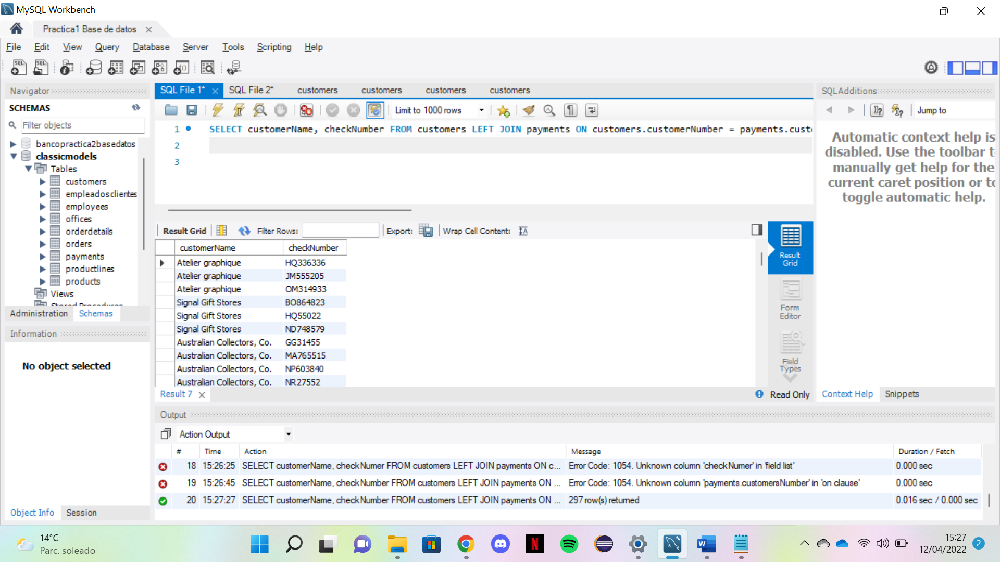 MySQL Workbench
Practica1 Base de datos
File Edit View Query Database Server Tools Scripting Help
Navigator
SCHEMAS
Filter objects
bancopractica2basedatos
classicmodels
Tables
customers
empleadosclientes
employees
offices
orderdetails
orders
payments
productlines
products
Views
Stored Procedures
Administration Schemas
Information
No object selected
Object Info Session
SQL File 1* SQL File 2* customers customers customers customers
Limit to 1000 rows
1 SELECT customerName, checkNumber FROM customers LEFT JOIN payments ON customers.customerNumber = payments.custo
2
3
Result Grid Filter Rows: Export: Wrap Cell Content:
customerName checkNumber
Atelier graphique HQ336336
Atelier graphique JM555205
Atelier graphique OM314933
Signal Gift Stores BO864823
Signal Gift Stores HQ55022
Signal Gift Stores ND748579
Australian Collectors, Co. GG31455
Australian Collectors, Co. MA765515
Australian Collectors, Co. NP603840
Australian Collectors, Co. NR27552
Result Grid
Form Editor
Field Types
Result 7
Read Only
SQLAdditions
Jump to
Automatic context help is
disabled. Use the toolbar to
manually get help for the
current caret position or to
toggle automatic help.
Context Help Snippets
Output
Action Output
# Time Action Message Duration / Fetch
18 15:26:25 SELECT customerName, checkNumer FROM customers LEFT JOIN payments ON c... Error Code: 1054. Unknown column 'checkNumer' in 'field list' 0.000 sec
19 15:26:45 SELECT customerName, checkNumber FROM customers LEFT JOIN payments ON ... Error Code: 1054. Unknown column 'payments.customersNumber' in 'on clause' 0.000 sec
20 15:27:27 SELECT customerName, checkNumber FROM customers LEFT JOIN payments ON ... 297 row(s) returned 0.016 sec / 0.000 sec
14°C
Parc. soleado
15:27
12/04/2022
2